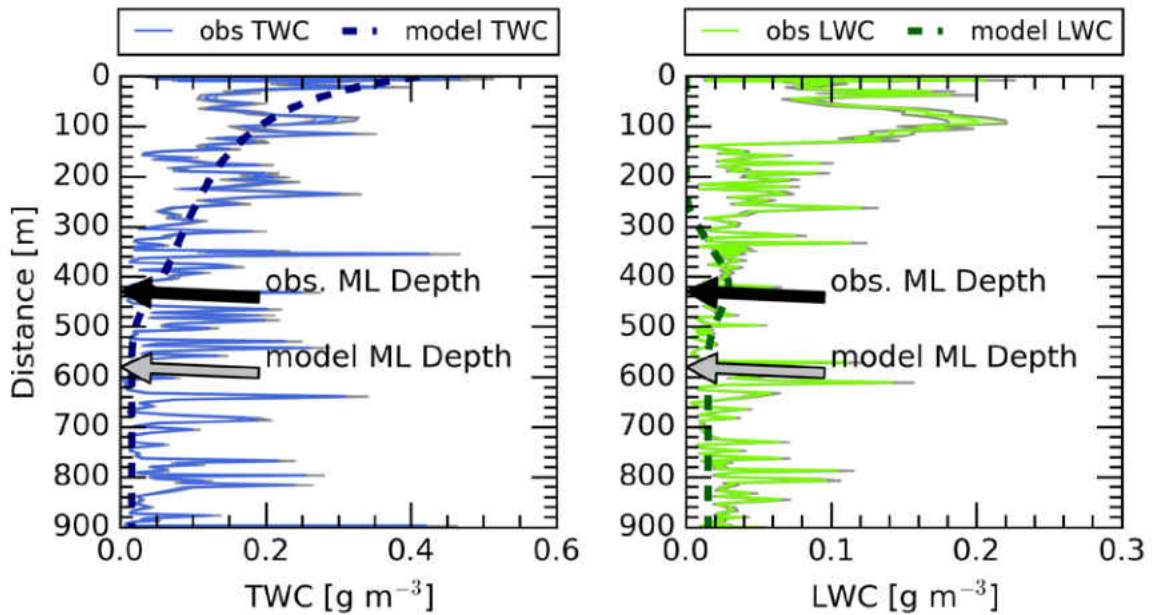 obs TWC model TWC
obs LWC model LWC
0
100
200
300
400
500
600
700
800
900
Distance [m]
obs. ML Depth
model ML Depth
0.0 0.2 0.4 0.6
TWC [g m⁻³]
0
100
200
300
400
500
600
700
800
900
obs. ML Depth
model ML Depth
0.0 0.1 0.2 0.3
LWC [g m⁻³]